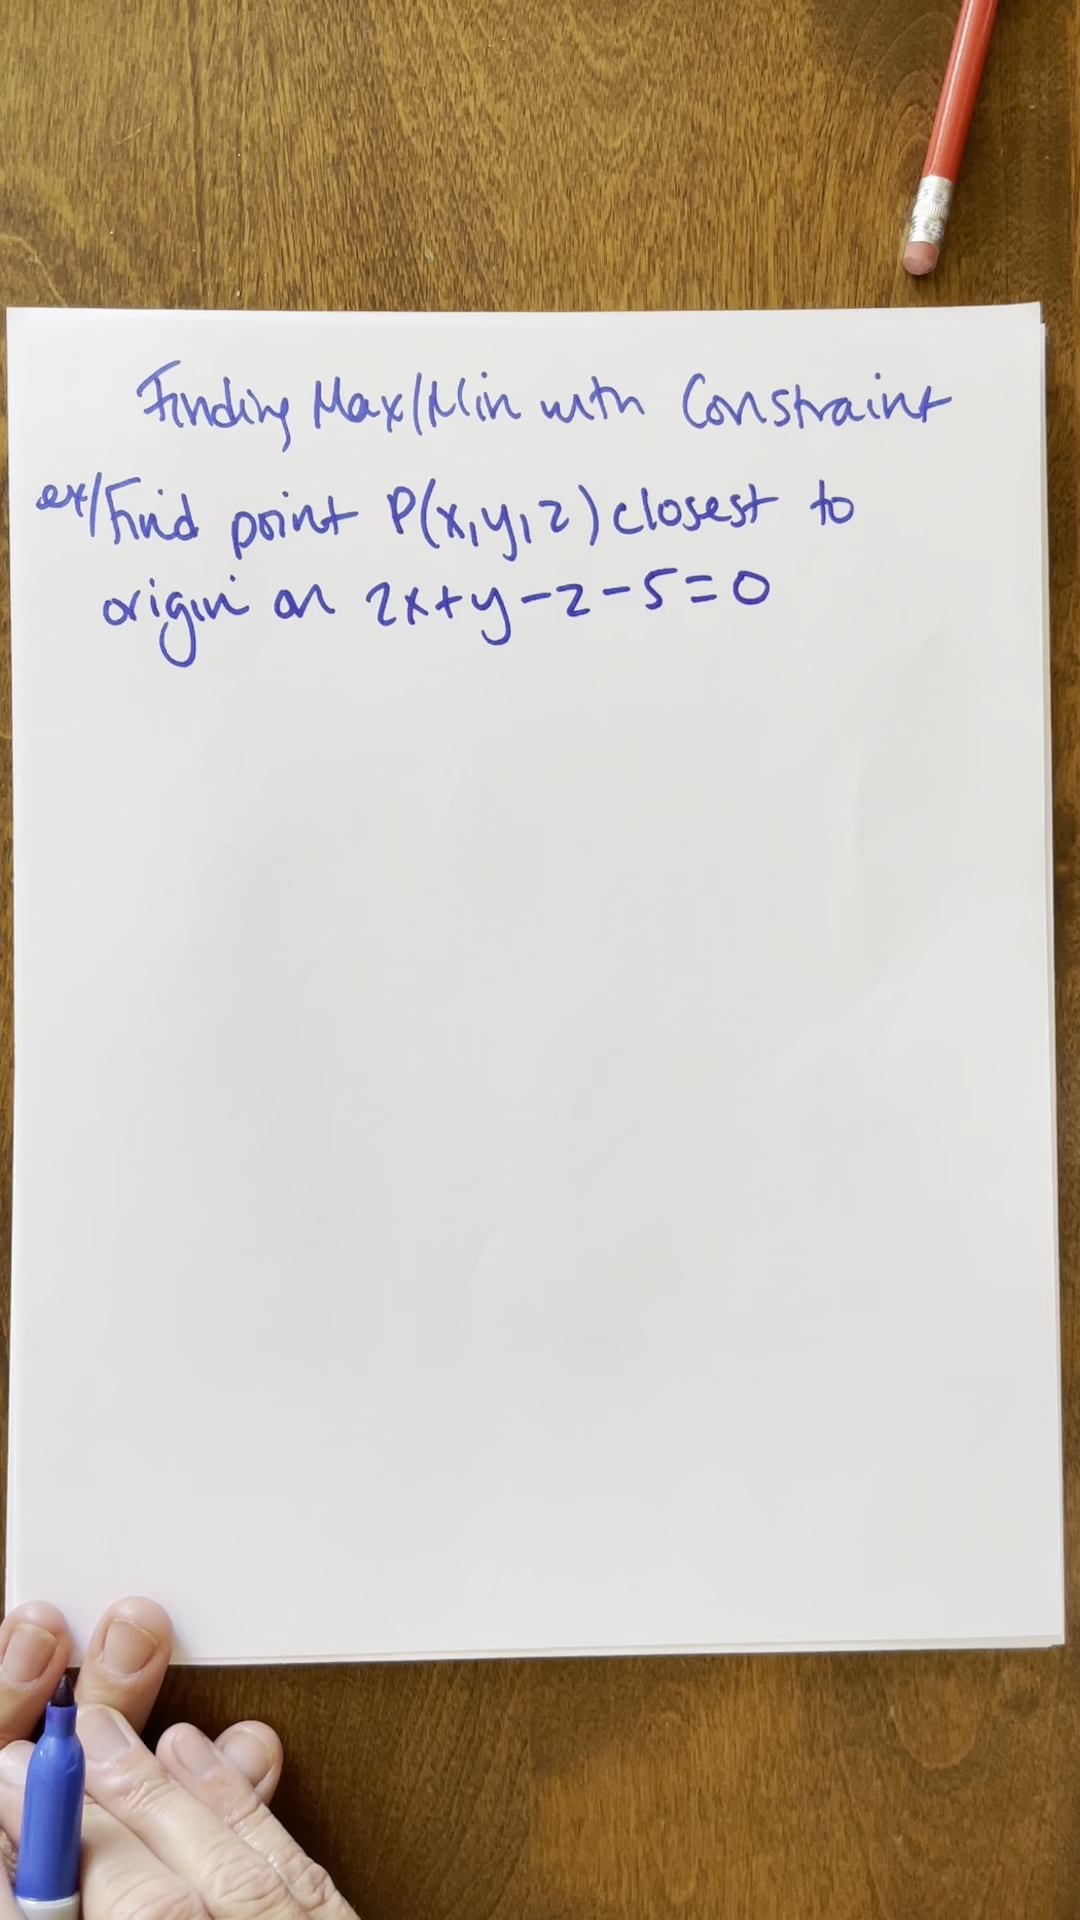 Finding Max/Min with Constraint
ex/Find point P(x,y,z) closest to
origin on 2x+y-z-5=0